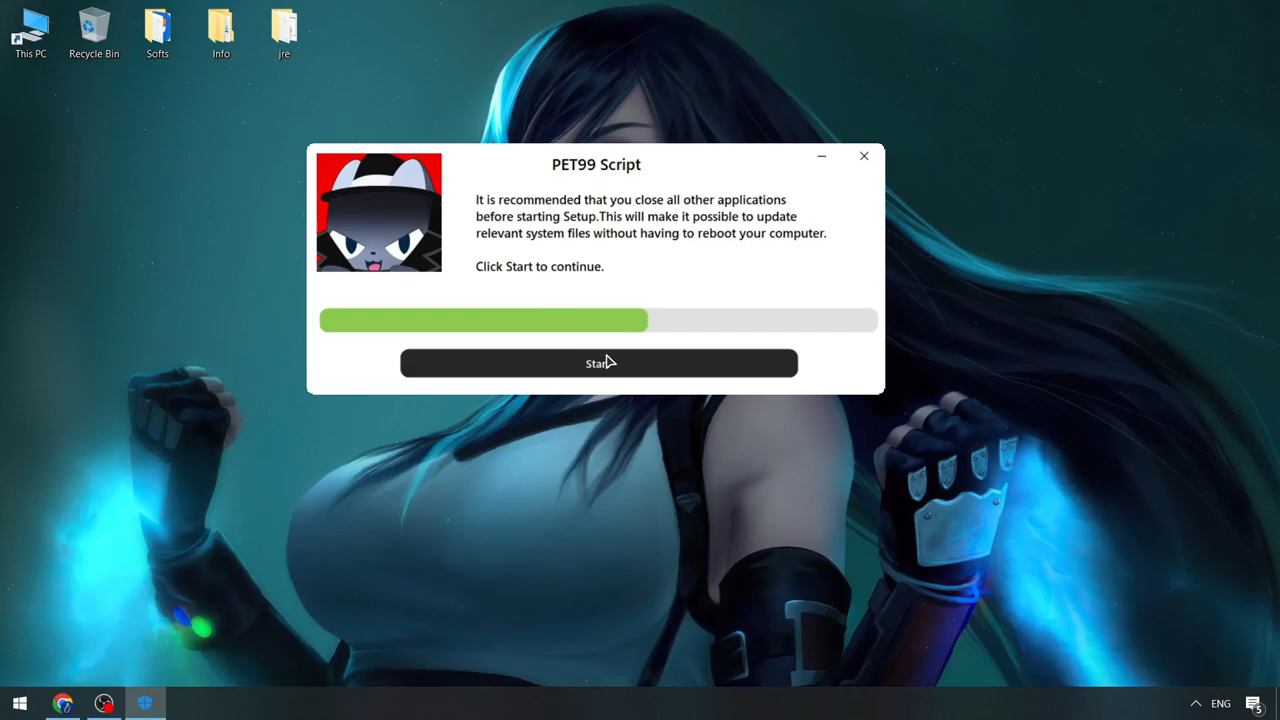 This PC
Recycle Bin
Softs
Info
jre
PET99 Script
It is recommended that you close all other applications
before starting Setup.This will make it possible to update
relevant system files without having to reboot your computer.
Click Start to continue.
Start
ENG
5